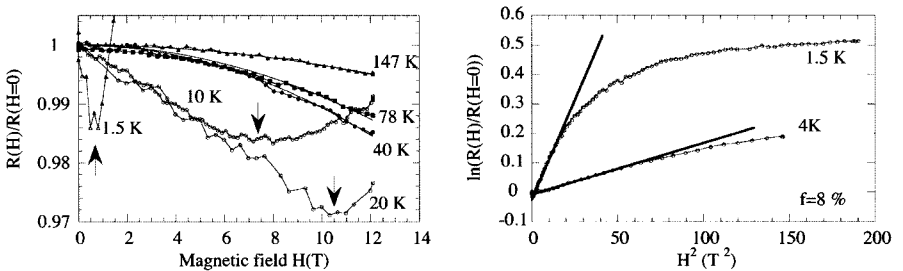 R(H)/R(H=0)
1
0.99
0.98
0.97
0
2
4
6
8
10
12
14
Magnetic field H(T)
147 K
78 K
40 K
20 K
10 K
1.5 K
ln(R(H)/R(H=0))
0.6
0.5
0.4
0.3
0.2
0.1
0
-0.1
0
50
100
150
200
H² (T²)
1.5 K
4K
f=8 %